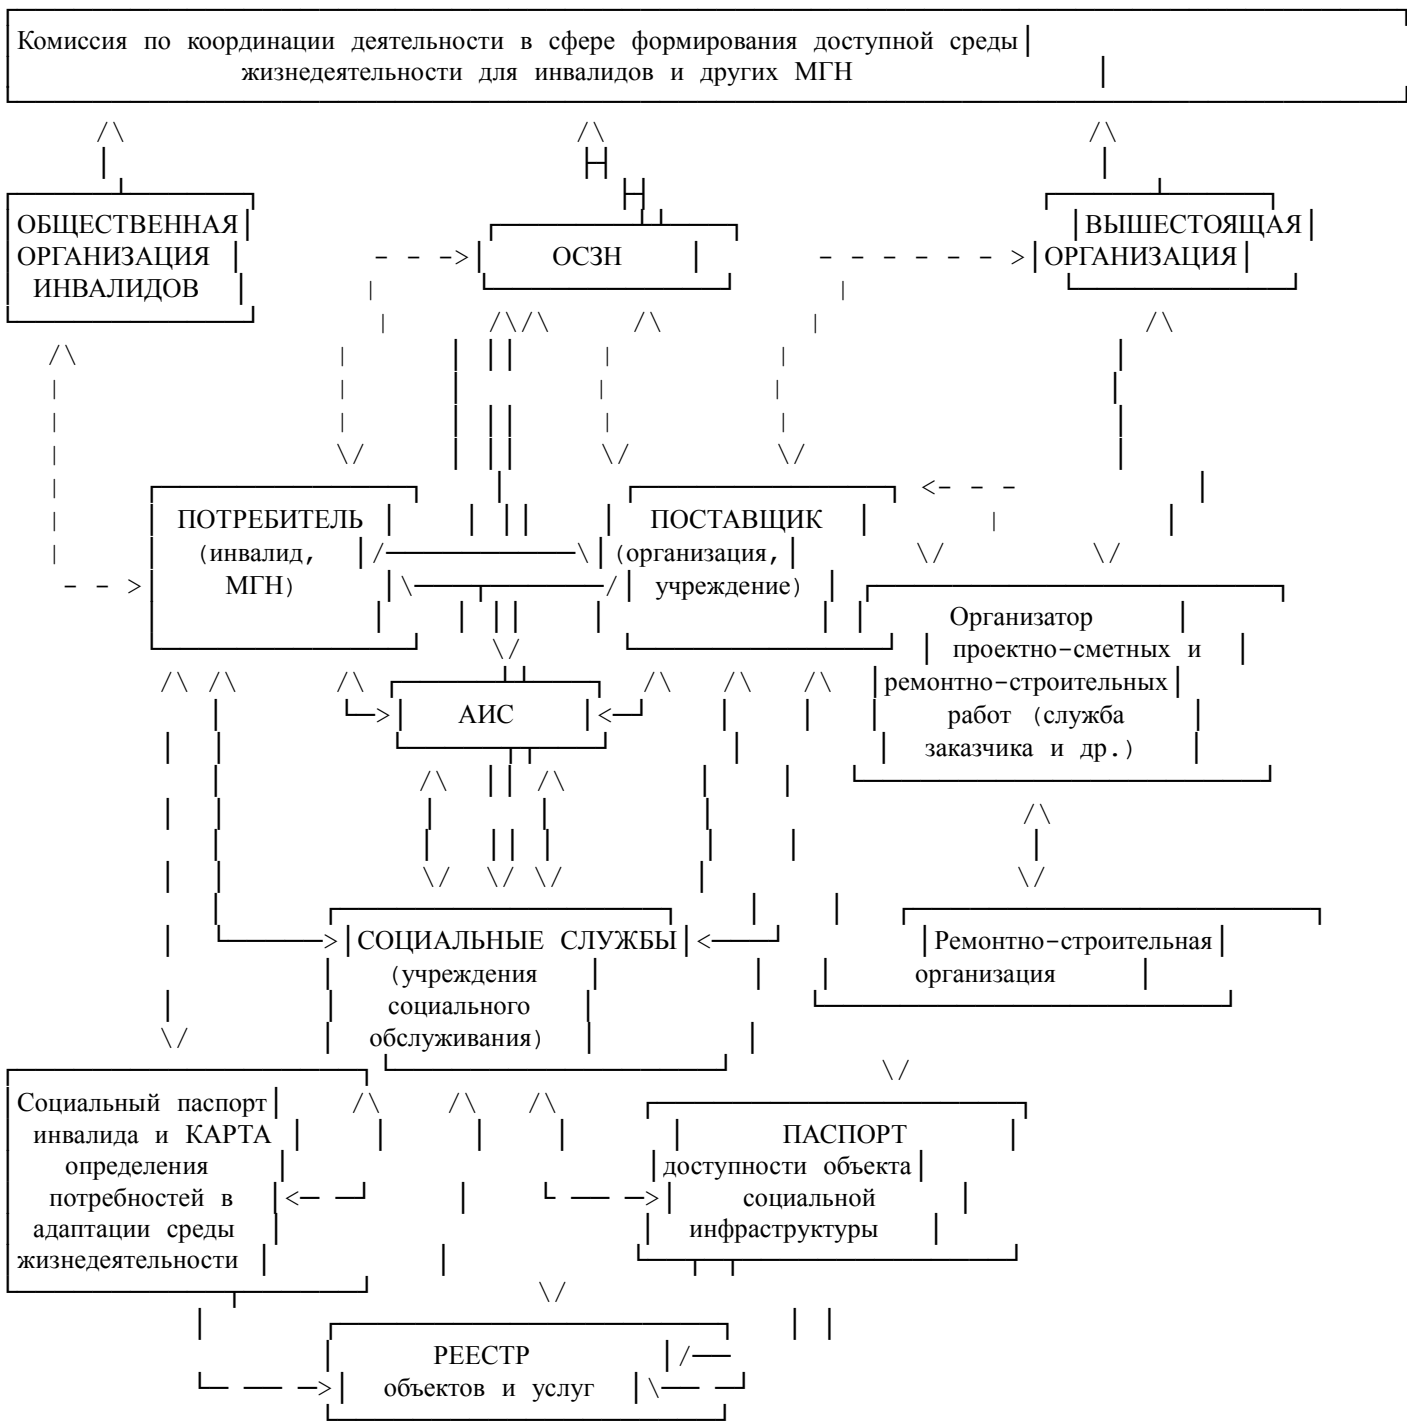 Комиссия по координации деятельности в сфере формирования доступной среды
жизнедеятельности для инвалидов и других МГН
ОБЩЕСТВЕННАЯ
ОРГАНИЗАЦИЯ
ИНВАЛИДОВ
ОСЗН
ВЫШЕСТОЯЩАЯ
ОРГАНИЗАЦИЯ
ПОТРЕБИТЕЛЬ
(инвалид,
МГН)
ПОСТАВЩИК
(организация,
учреждение)
Организатор
проектно-сметных и
ремонтно-строительных
работ (служба
заказчика и др.)
АИС
СОЦИАЛЬНЫЕ СЛУЖБЫ
(учреждения
социального
обслуживания)
Ремонтно-строительная
организация
Социальный паспорт
инвалида и КАРТА
определения
потребностей в
адаптации среды
жизнедеятельности
ПАСПОРТ
доступности объекта
социальной
инфраструктуры
РЕЕСТР
объектов и услуг